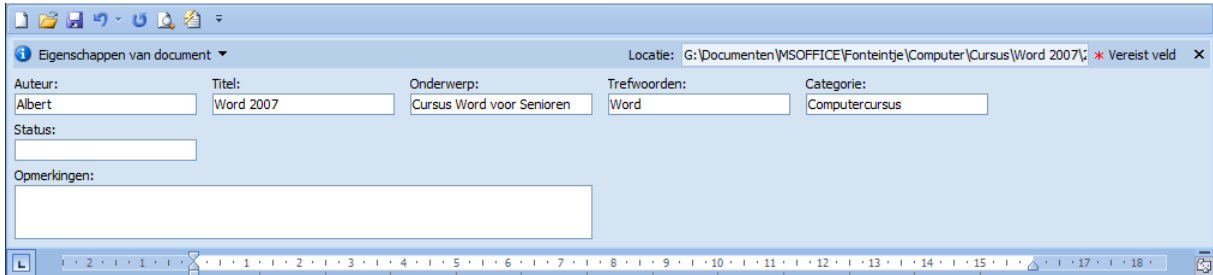 Eigenschappen van document Locatie: G:\Documenten\MSOFFICE\Fonteintje\Computer\Cursus\Word 2007\ * Vereist veld
Auteur: Titel: Onderwerp: Trefwoorden: Categorie:
Albert Word 2007 Cursus Word voor Senioren Word Computercursus
Status:
Opmerkingen:
L 2 1 1 2 3 4 5 6 7 8 9 10 11 12 13 14 15 17 18